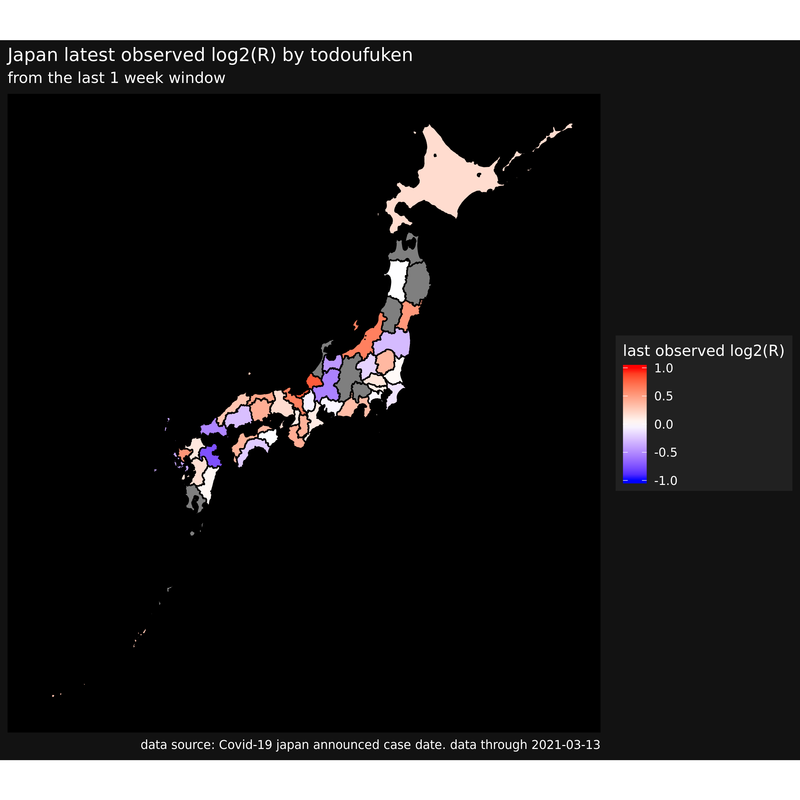 Japan latest observed log2(R) by todoufuken
from the last 1 week window
last observed log2(R)
1.0
0.5
0.0
-0.5
-1.0
data source: Covid-19 japan announced case date. data through 2021-03-13